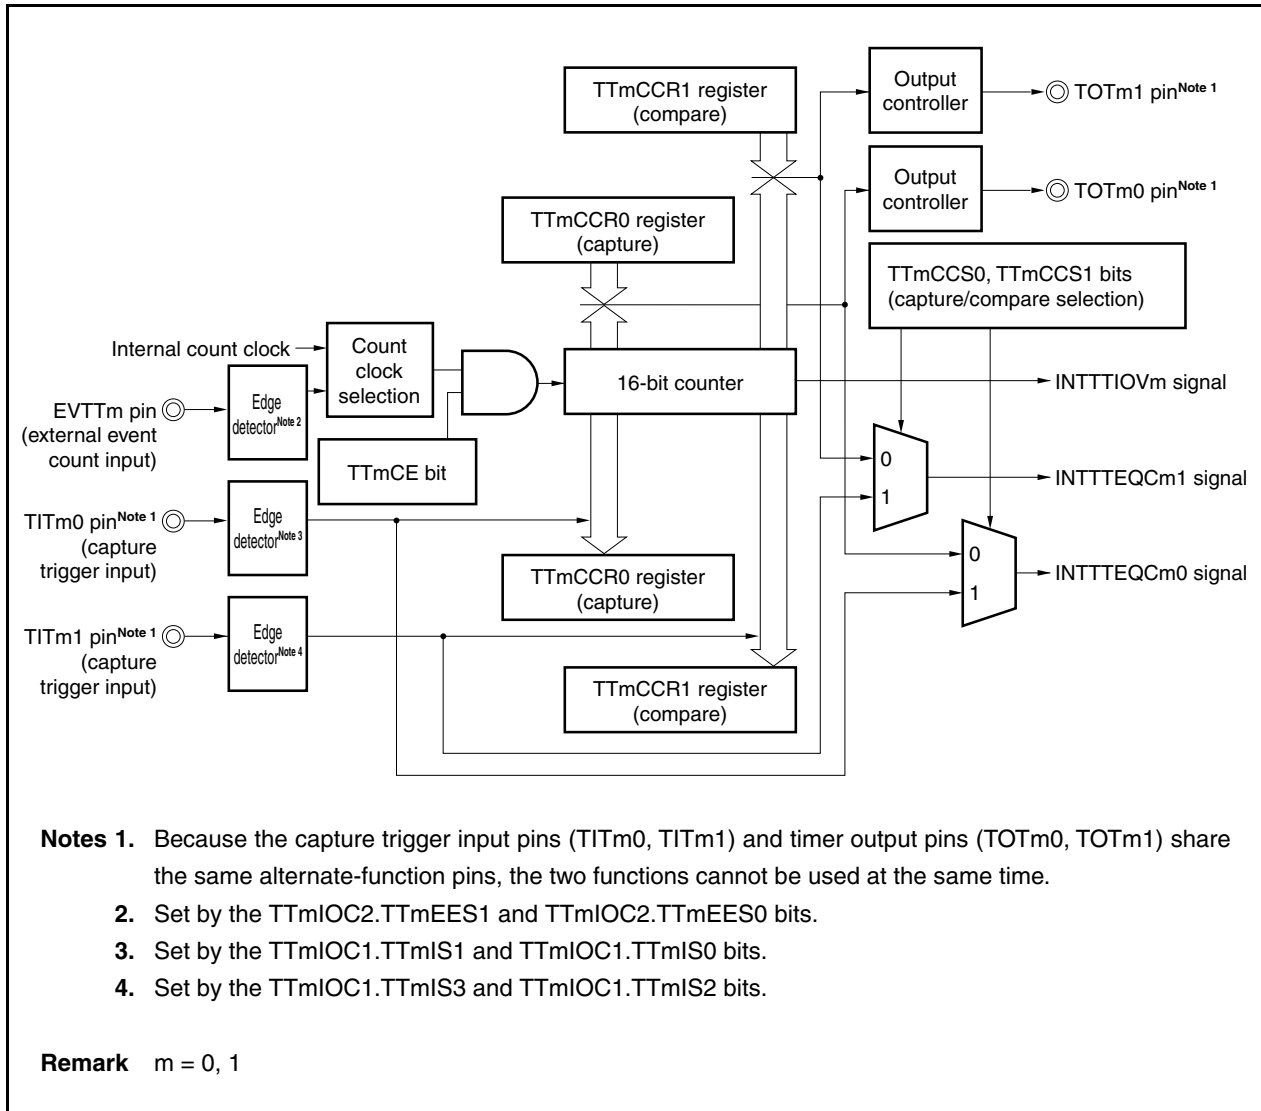 TTmCCR1 register
(compare)
Output
controller
TOTm1 pinNote 1
Output
controller
TOTm0 pinNote 1
TTmCCR0 register
(capture)
TTmCCS0, TTmCCS1 bits
(capture/compare selection)
Internal count clock
Count
clock
selection
16-bit counter
INTTTIOVm signal
EVTTm pin
(external event
count input)
Edge
detectorNote 2
TTmCE bit
0
1
INTTTEQCm1 signal
TITm0 pinNote 1
(capture
trigger input)
Edge
detectorNote 3
0
1
INTTTEQCm0 signal
TTmCCR0 register
(capture)
TITm1 pinNote 1
(capture
trigger input)
Edge
detectorNote 4
TTmCCR1 register
(compare)
Notes 1. Because the capture trigger input pins (TITm0, TITm1) and timer output pins (TOTm0, TOTm1) share
the same alternate-function pins, the two functions cannot be used at the same time.
2. Set by the TTmIOC2.TTmEES1 and TTmIOC2.TTmEES0 bits.
3. Set by the TTmIOC1.TTmIS1 and TTmIOC1.TTmIS0 bits.
4. Set by the TTmIOC1.TTmIS3 and TTmIOC1.TTmIS2 bits.
Remark m = 0, 1